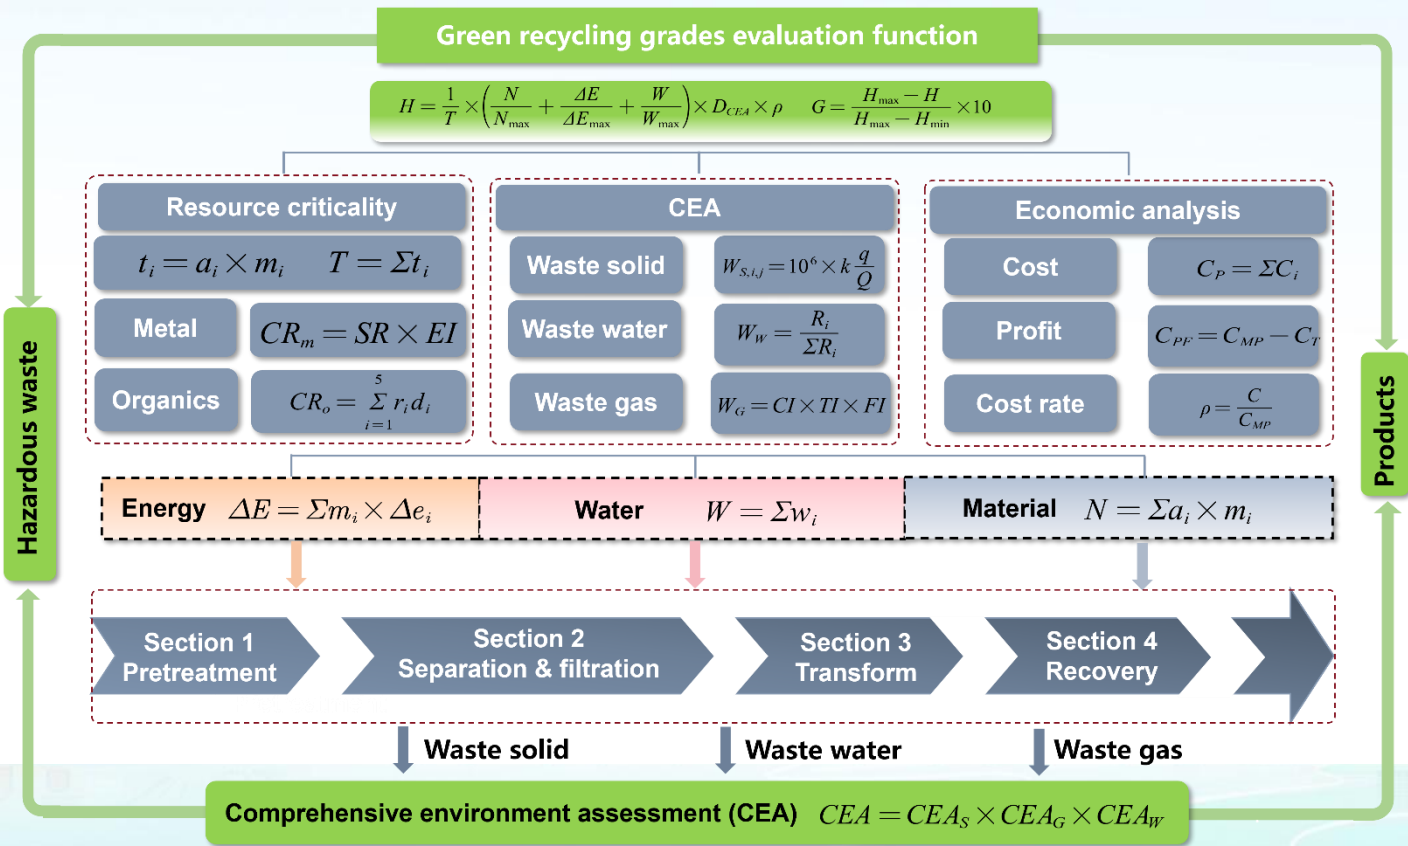 Green recycling grades evaluation function
H = 1/T × (N/N_max + ΔE/ΔE_max + W/W_max) × D_CEA × ρ G = (H_max − H)/(H_max − H_min) × 10
Resource criticality
t_i = a_i × m_i T = Σt_i
Metal
CR_m = SR × EI
Organics
CR_o = Σ_{i=1}^{5} r_i d_i
CEA
Waste solid
W_{S,i,j} = 10^6 × k q/Q
Waste water
W_W = R_i/ΣR_i
Waste gas
W_G = CI × TI × FI
Economic analysis
Cost
C_P = ΣC_i
Profit
C_PF = C_MP − C_T
Cost rate
ρ = C/C_MP
Hazardous waste
Products
Energy ΔE = Σm_i × Δe_i
Water W = Σw_i
Material N = Σa_i × m_i
Section 1
Pretreatment
Section 2
Separation & filtration
Section 3
Transform
Section 4
Recovery
Waste solid
Waste water
Waste gas
Comprehensive environment assessment (CEA) CEA = CEA_S × CEA_G × CEA_W